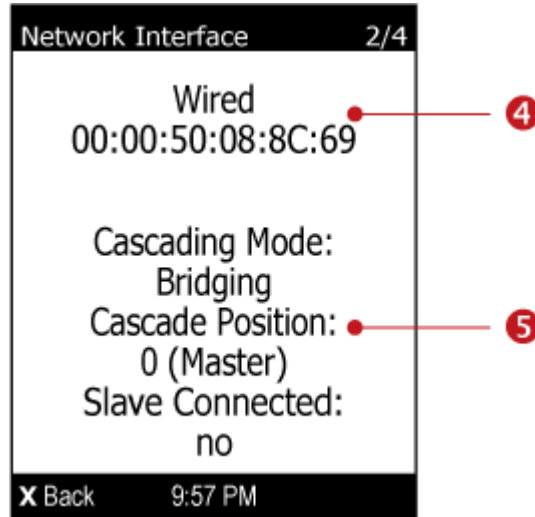 Network Interface 2/4
Wired
4
00:00:50:08:8C:69
Cascading Mode:
Bridging
Cascade Position:
5
0 (Master)
Slave Connected:
no
X Back 9:57 PM